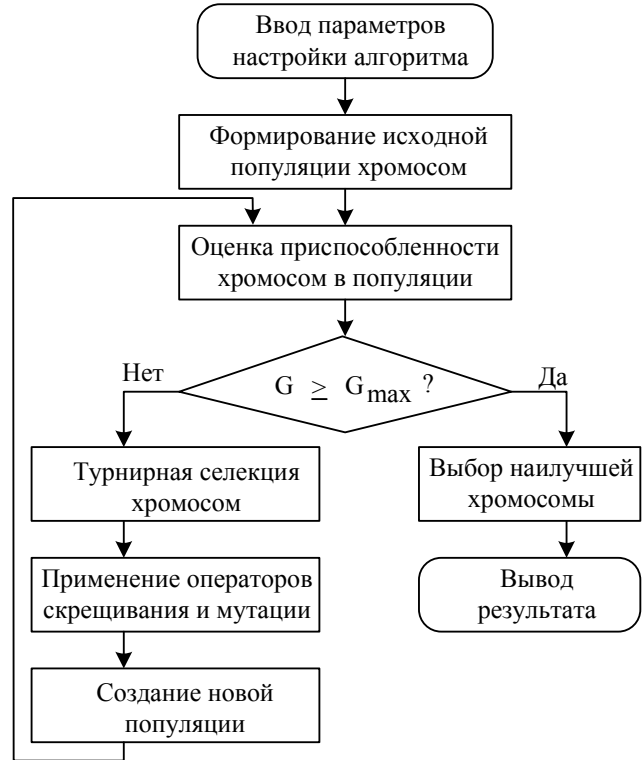 Ввод параметров
настройки алгоритма
Формирование исходной
популяции хромосом
Оценка приспособленности
хромосом в популяции
G ≥ Gmax ?
Нет
Да
Турнирная селекция
хромосом
Применение операторов
скрещивания и мутации
Создание новой
популяции
Выбор наилучшей
хромосомы
Вывод
результата